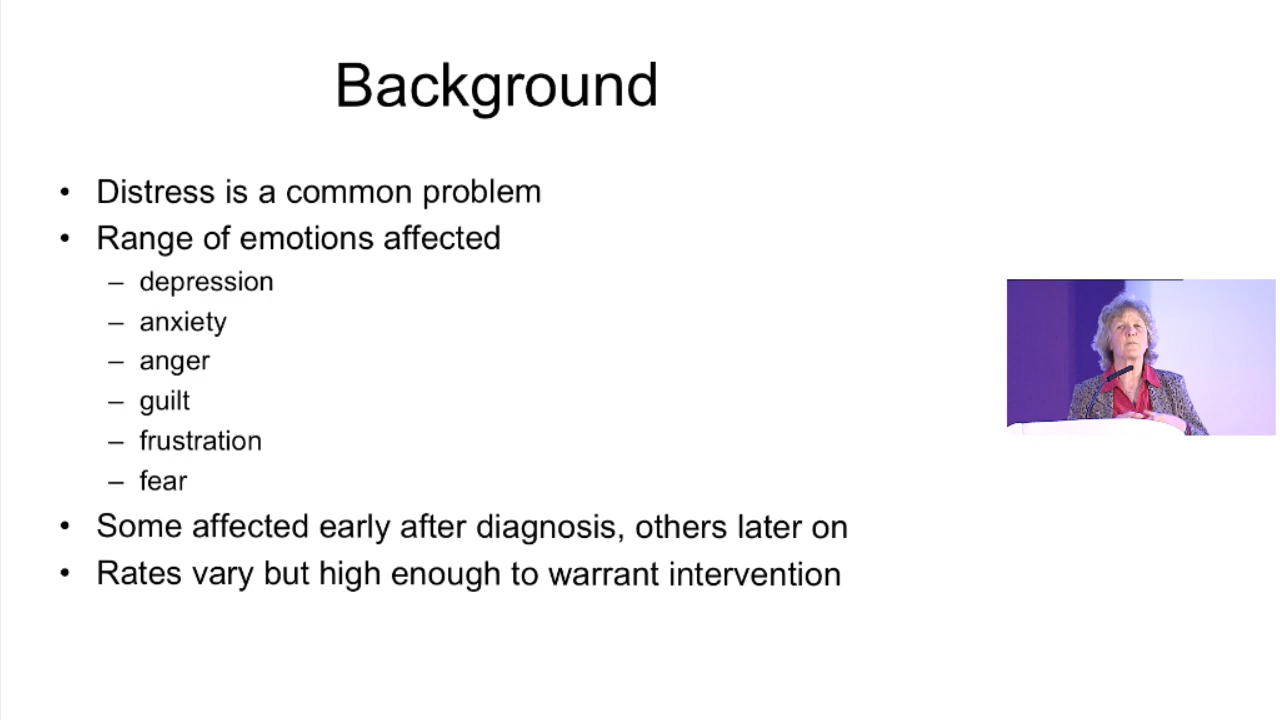 Background
• Distress is a common problem
• Range of emotions affected
– depression
– anxiety
– anger
– guilt
– frustration
– fear
• Some affected early after diagnosis, others later on
• Rates vary but high enough to warrant intervention